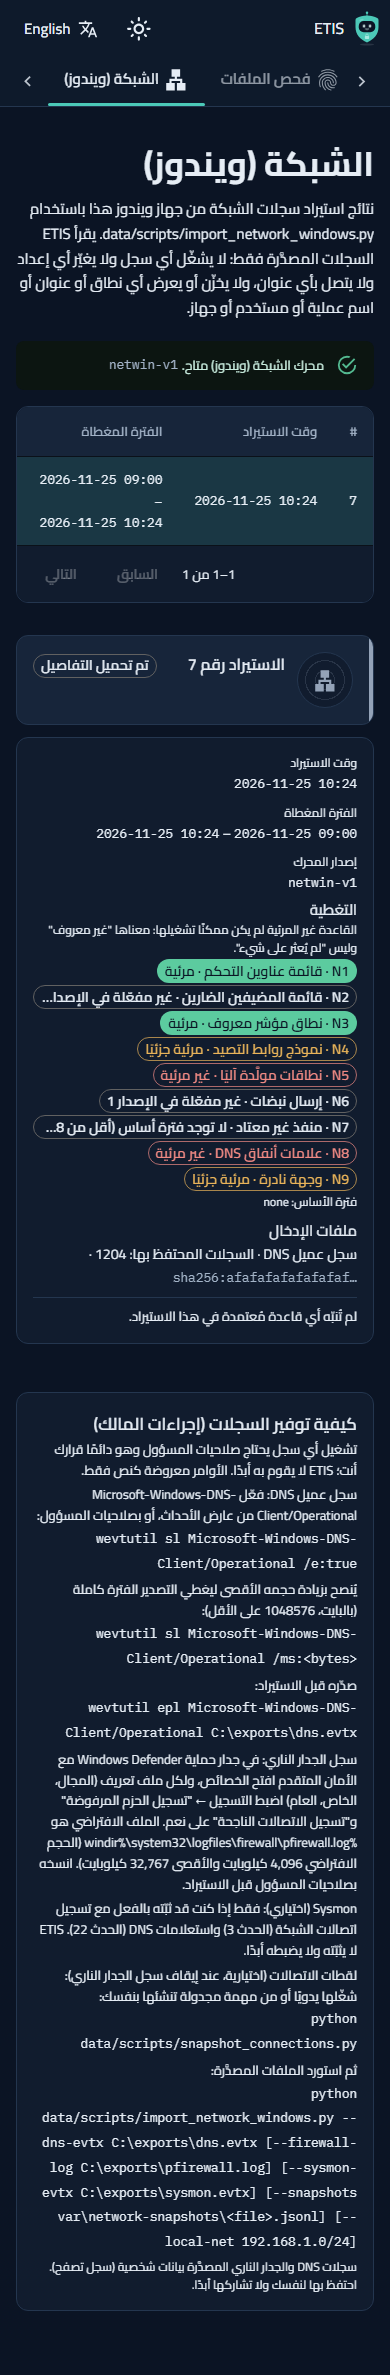 ETIS
English
فحص الملفات
الشبكة (ويندوز)
الشبكة (ويندوز)
نتائج استيراد سجلات الشبكة من جهاز ويندوز هذا باستخدام
data/scripts/import_network_windows.py. يقرأ ETIS
السجلات المصدَّرة فقط: لا يشغّل أي سجل ولا يغيّر أي إعداد
ولا يتصل بأي عنوان، ولا يخزّن أو يعرض أي نطاق أو عنوان أو
اسم عملية أو مستخدم أو جهاز.
محرك الشبكة (ويندوز) متاح. netwin-v1
# وقت الاستيراد الفترة المغطاة
7 2026-11-25 10:24 2026-11-25 09:00
–
2026-11-25 10:24
1–1 من 1 السابق التالي
الاستيراد رقم 7
تم تحميل التفاصيل
وقت الاستيراد
2026-11-25 10:24
الفترة المغطاة
2026-11-25 10:24 – 2026-11-25 09:00
إصدار المحرك
netwin-v1
التغطية
القاعدة غير المرئية لم يكن ممكنًا تشغيلها: معناها "غير معروف"
وليس "لم يُعثر على شيء".
N1 · قائمة عناوين التحكم · مرئية
N2 · قائمة المضيفين الضارين · غير مفعّلة في الإصدا...
N3 · نطاق مؤشر معروف · مرئية
N4 · نموذج روابط التصيد · مرئية جزئيًا
N5 · نطاقات مولَّدة آليًا · غير مرئية
N6 · إرسال نبضات · غير مفعّلة في الإصدار 1
N7 · منفذ غير معتاد · لا توجد فترة أساس (أقل من 8...
N8 · علامات أنفاق DNS · غير مرئية
N9 · وجهة نادرة · مرئية جزئيًا
فترة الأساس: none
ملفات الإدخال
سجل عميل DNS · السجلات المحتفظ بها: 1204 ·
sha256:afafafafafafafaf…
لم تُنبّه أي قاعدة مُعتمدة في هذا الاستيراد.
كيفية توفير السجلات (إجراءات المالك)
تشغيل أي سجل يحتاج صلاحيات المسؤول وهو دائمًا قرارك
أنت؛ ETIS لا يقوم به أبدًا. الأوامر معروضة كنص فقط.
سجل عميل DNS: فعّل Microsoft-Windows-DNS-
Client/Operational من عارض الأحداث، أو بصلاحيات المسؤول:
wevtutil sl Microsoft-Windows-DNS-
Client/Operational /e:true
يُنصح بزيادة حجمه الأقصى ليغطي التصدير الفترة كاملة
(بالبايت، 1048576 على الأقل):
wevtutil sl Microsoft-Windows-DNS-
Client/Operational /ms:<bytes>
صدّره قبل الاستيراد:
wevtutil epl Microsoft-Windows-DNS-
Client/Operational C:\exports\dns.evtx
سجل الجدار الناري: في جدار حماية Windows Defender مع
الأمان المتقدم افتح الخصائص، ولكل ملف تعريف (المجال،
الخاص، العام) اضبط التسجيل ← "تسجيل الحزم المرفوضة"
و"تسجيل الاتصالات الناجحة" على نعم. الملف الافتراضي هو
%windir%\system32\logfiles\firewall\pfirewall.log (الحجم
الافتراضي 4,096 كيلوبايت والأقصى 32,767 كيلوبايت). انسخه
بصلاحيات المسؤول قبل الاستيراد.
Sysmon (اختياري): فقط إذا كنت قد ثبّته بالفعل مع تسجيل
اتصالات الشبكة (الحدث 3) واستعلامات DNS (الحدث 22). ETIS
لا يثبّته ولا يضبطه أبدًا.
لقطات الاتصالات (اختيارية، عند إيقاف سجل الجدار الناري):
شغّلها يدويًا أو من مهمة مجدولة تنشئها بنفسك:
python
data/scripts/snapshot_connections.py
ثم استورد الملفات المصدَّرة:
python
data/scripts/import_network_windows.py --
dns-evtx C:\exports\dns.evtx [--firewall-
log C:\exports\pfirewall.log] [--sysmon-
evtx C:\exports\sysmon.evtx] [--snapshots
var\network-snapshots\<file>.jsonl] [--
local-net 192.168.1.0/24]
سجلات DNS والجدار الناري المصدَّرة بيانات شخصية (سجل تصفح).
احتفظ بها لنفسك ولا تشاركها أبدًا.